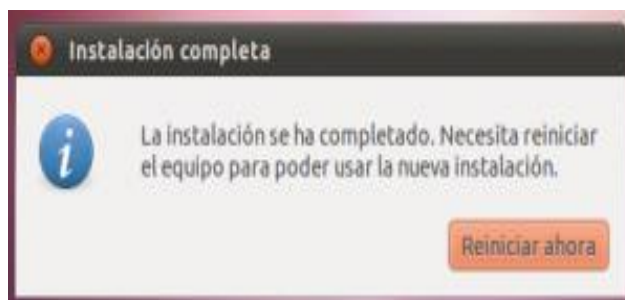 Instalación completa
La instalación se ha completado. Necesita reiniciar
el equipo para poder usar la nueva instalación.
Reiniciar ahora